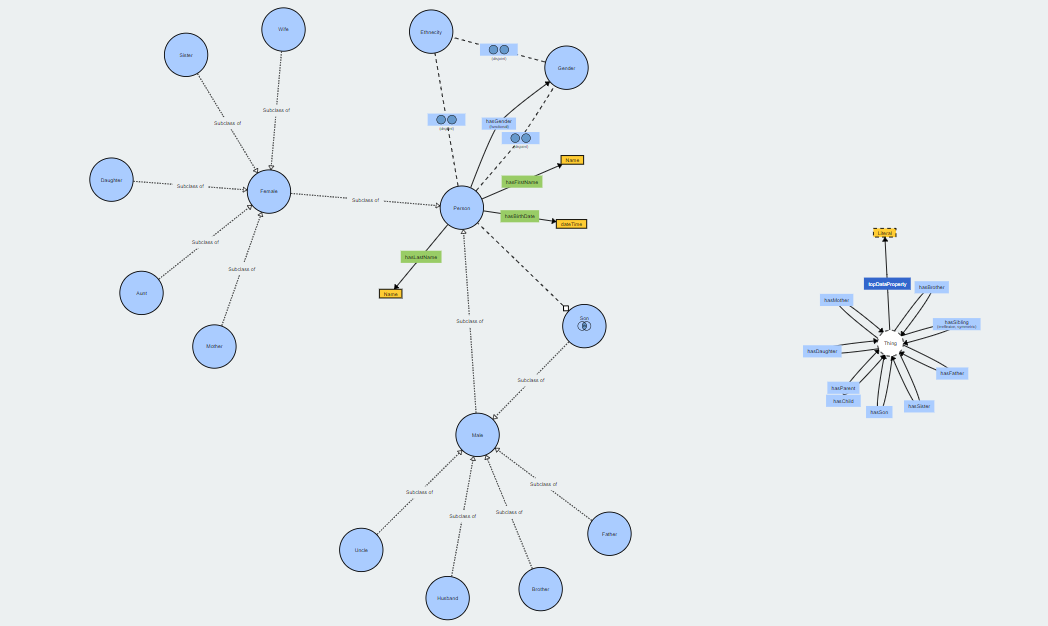 Wife
Ethnecity
Sister
Gender
(disjoint)
Subclass of
Subclass of
hasGender
(functional)
(disjoint)
(disjoint)
Name
Daughter
Subclass of
hasFirstName
Female
Subclass of
Person
hasBirthDate
dateTime
Literal
Subclass of
hasLastName
Subclass of
topDataProperty
hasBrother
Aunt
Name
hasMother
Subclass of
Son
hasSibling
(irreflexive, symmetric)
Mother
Thing
hasDaughter
Subclass of
hasFather
hasParent
hasChild
hasSon
hasSister
Male
Subclass of
Subclass of
Subclass of
Subclass of
Father
Uncle
Brother
Husband